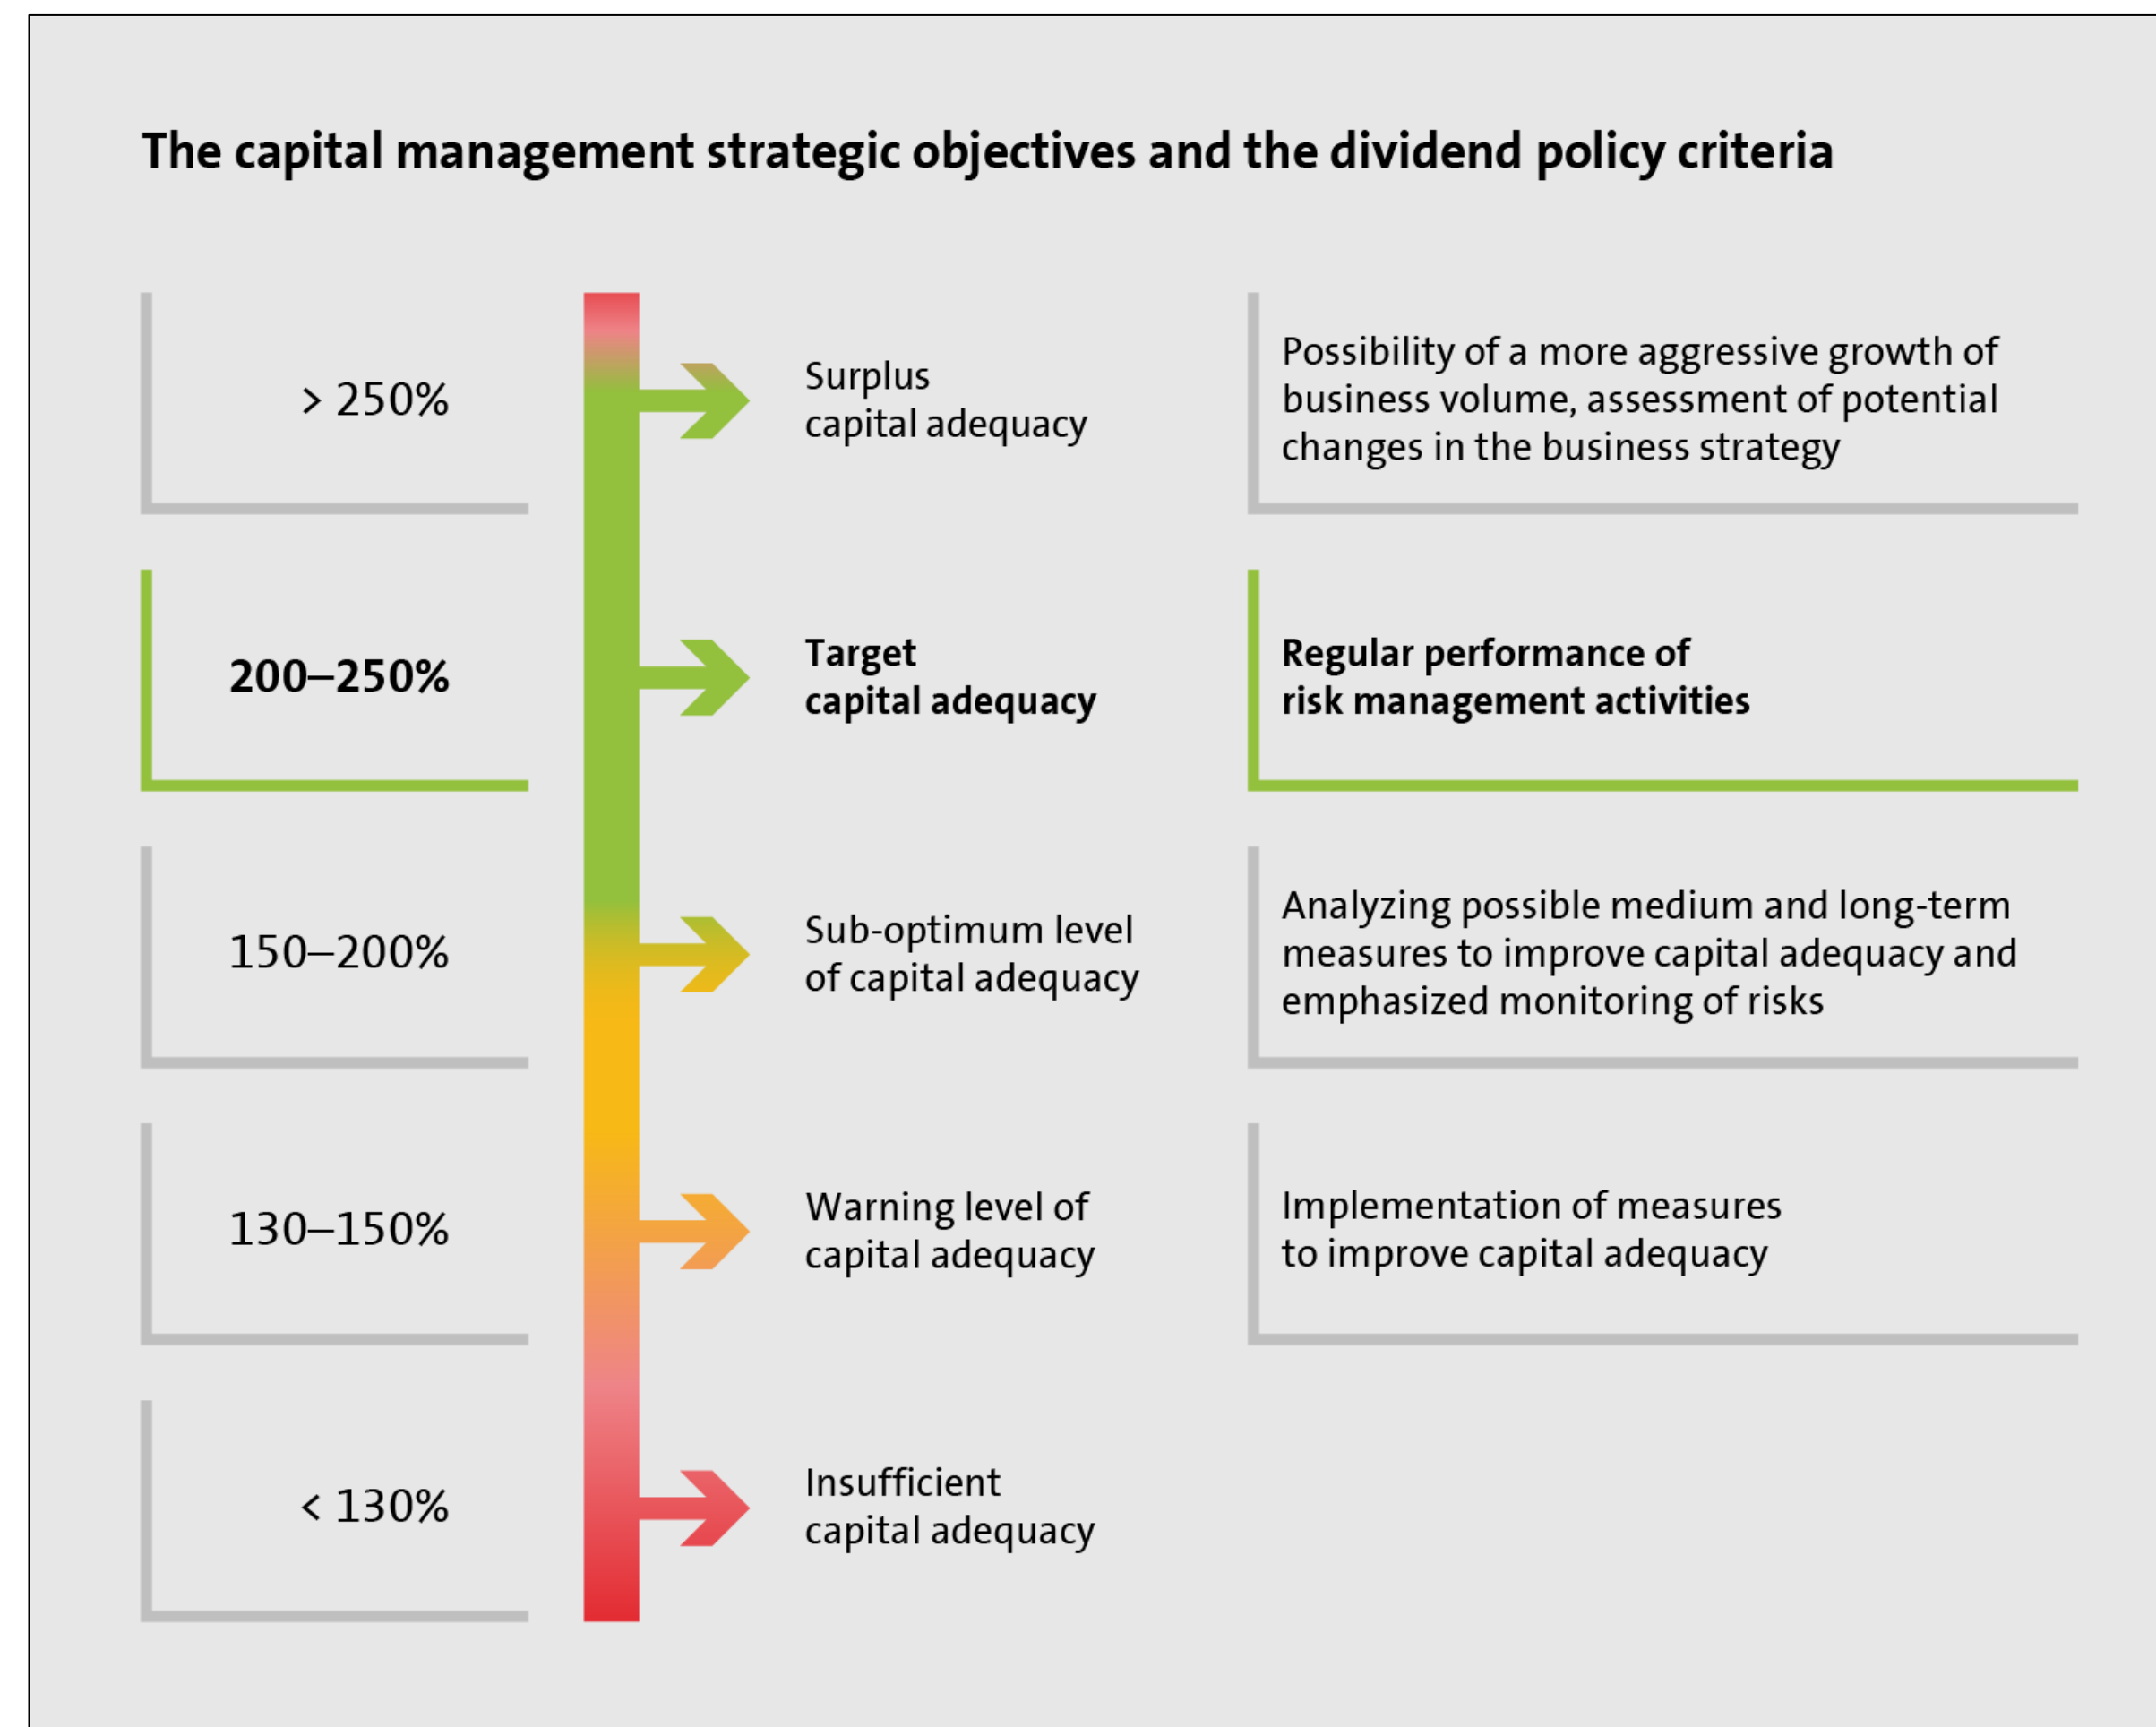 The capital management strategic objectives and the dividend policy criteria
> 250%
Surplus
capital adequacy
Possibility of a more aggressive growth of
business volume, assessment of potential
changes in the business strategy
200–250%
Target
capital adequacy
Regular performance of
risk management activities
150–200%
Sub-optimum level
of capital adequacy
Analyzing possible medium and long-term
measures to improve capital adequacy and
emphasized monitoring of risks
130–150%
Warning level of
capital adequacy
Implementation of measures
to improve capital adequacy
< 130%
Insufficient
capital adequacy